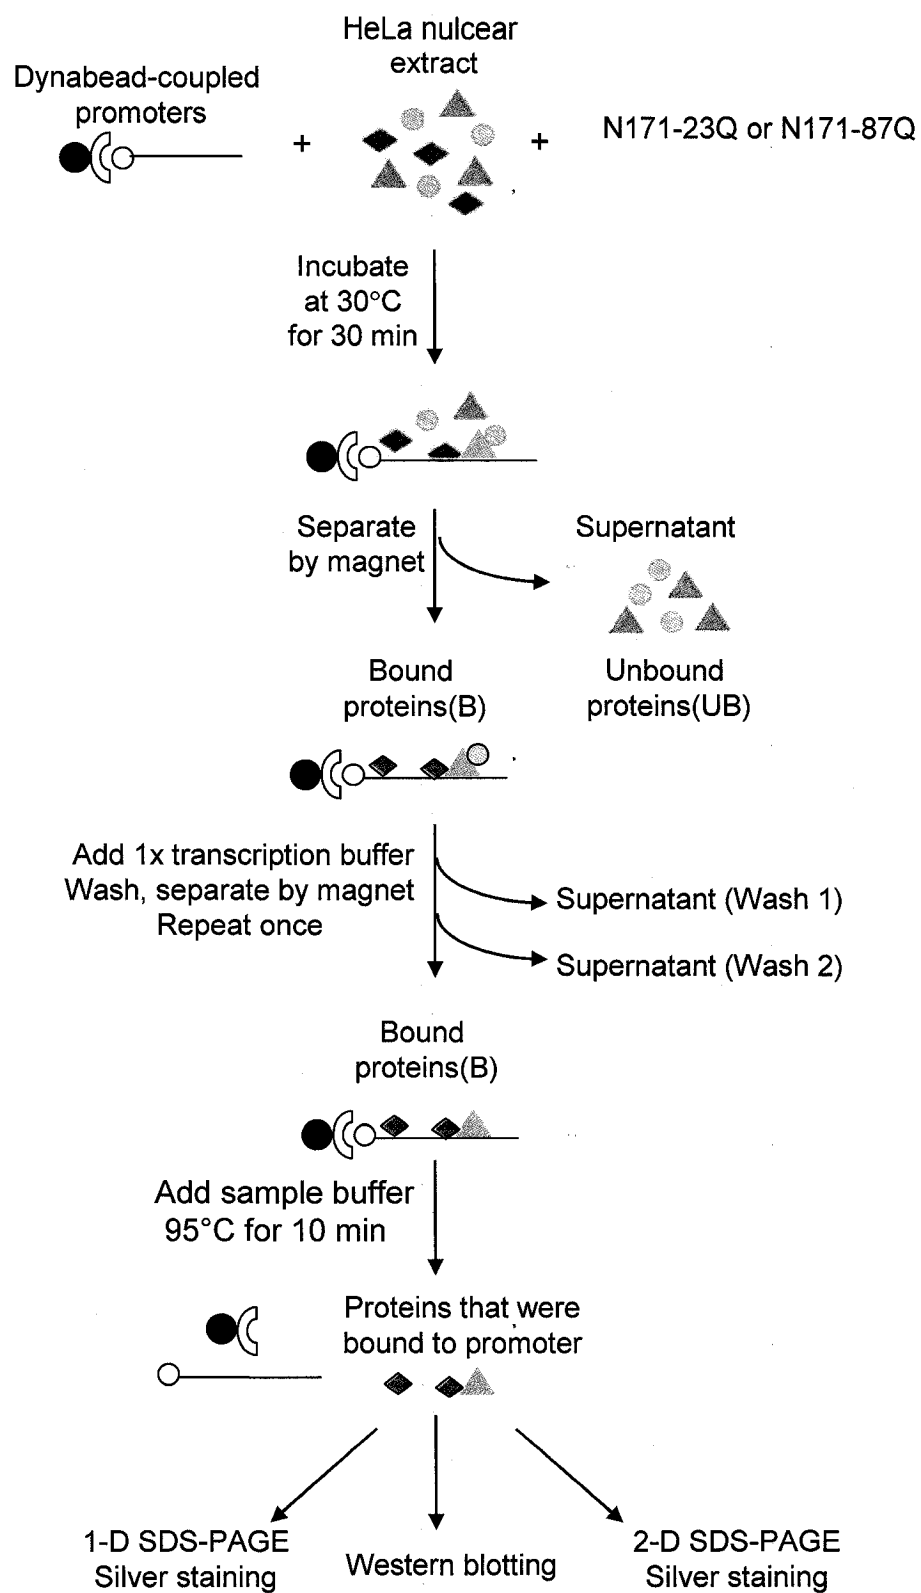 HeLa nulcear
extract
Dynabead-coupled
promoters
+
+
N171-23Q or N171-87Q
Incubate
at 30°C
for 30 min
Separate
by magnet
Supernatant
Bound
proteins(B)
Unbound
proteins(UB)
Add 1x transcription buffer
Wash, separate by magnet
Repeat once
Supernatant (Wash 1)
Supernatant (Wash 2)
Bound
proteins(B)
Add sample buffer
95°C for 10 min
Proteins that were
bound to promoter
1-D SDS-PAGE
Silver staining
Western blotting
2-D SDS-PAGE
Silver staining